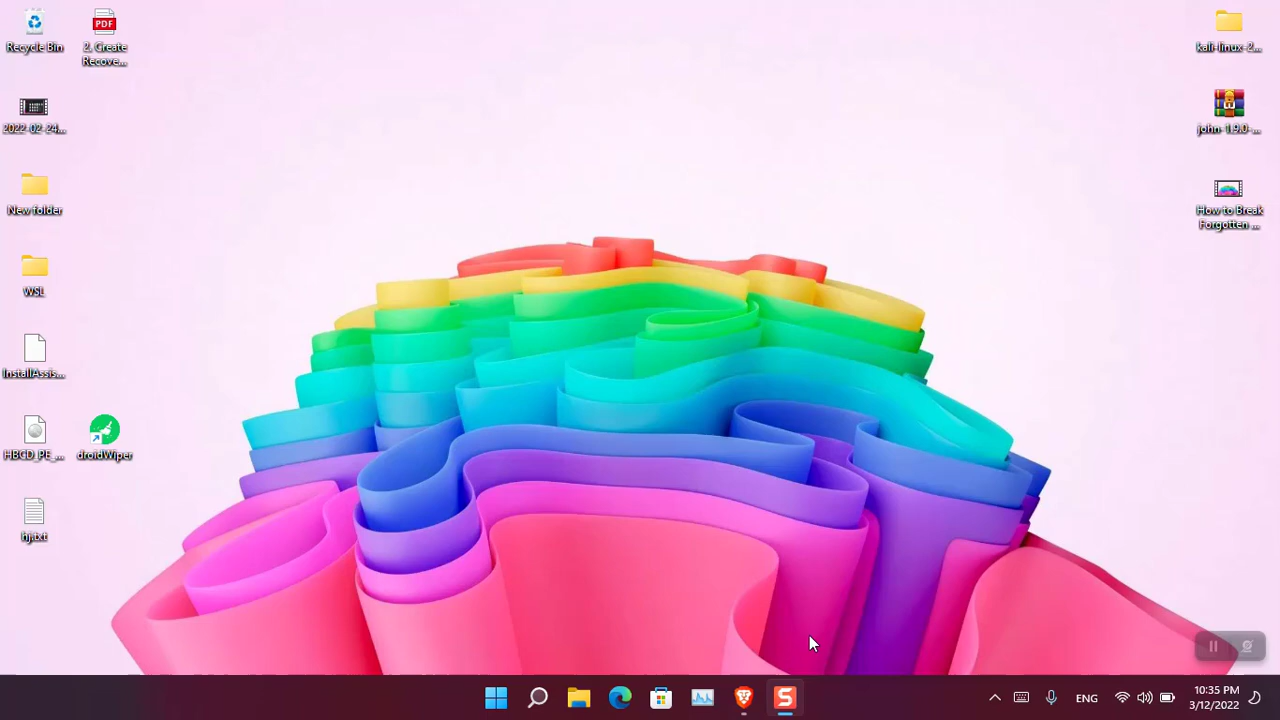 Recycle Bin
PDF
2. Create
Recove...
2022-02-24...
New folder
WSL
InstallAssis...
HBCD_PE_...
droidWiper
hj.txt
kali-linux-2...
john-1.9.0-...
How to Break
Forgotten ...
S
ENG
10:35 PM
3/12/2022